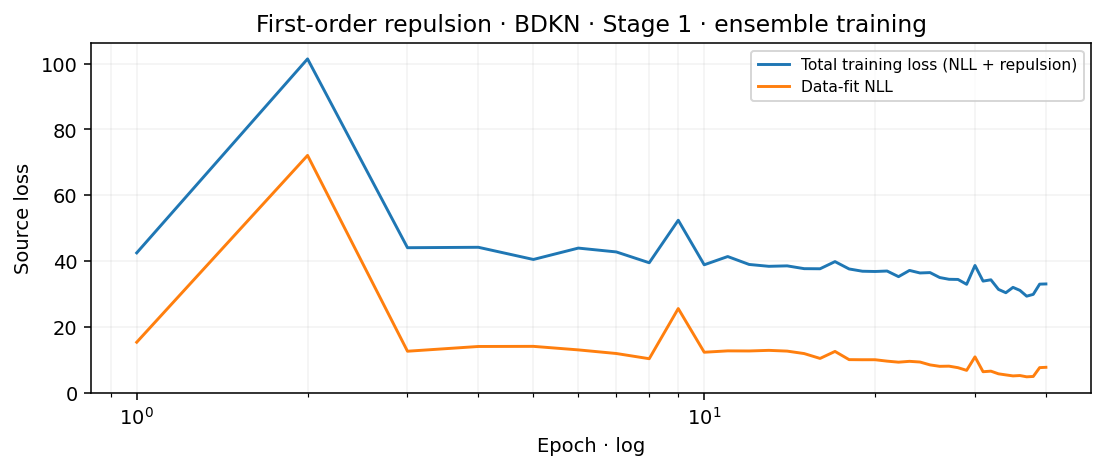 First-order repulsion · BDKN · Stage 1 · ensemble training
Total training loss (NLL + repulsion)
Data-fit NLL
Source loss
100
80
60
40
20
0
10⁰
10¹
Epoch · log